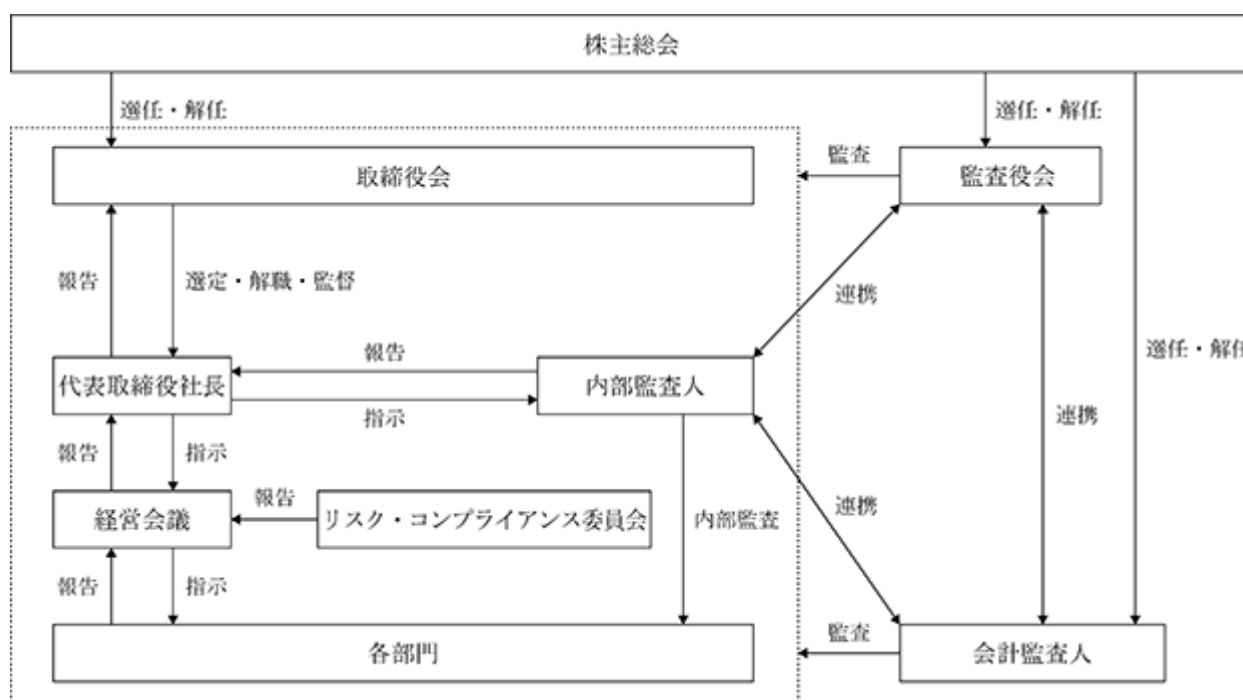 株主総会
選任・解任
選任・解任
取締役会
監査
監査役会
報告
選定・解職・監督
連携
代表取締役社長
報告
指示
内部監査人
選任・解任
連携
報告
指示
経営会議
報告
リスク・コンプライアンス委員会
内部監査
連携
報告
指示
各部門
監査
会計監査人